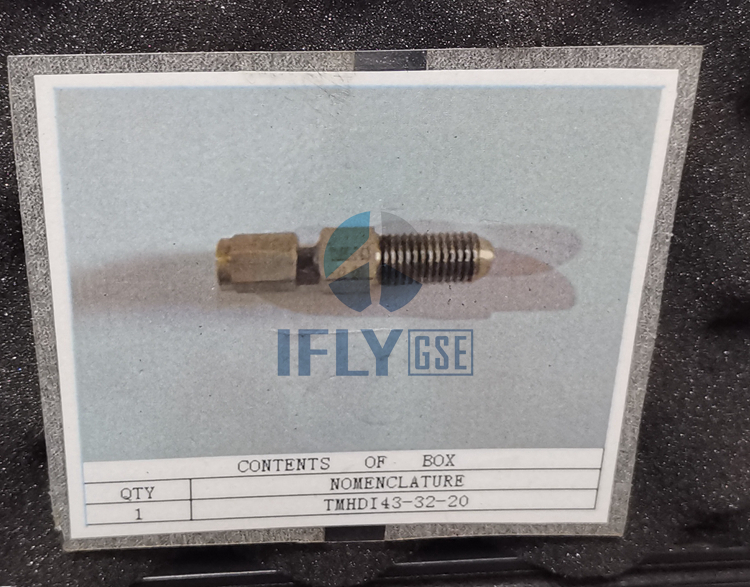 IFLY GSE
CONTENTS OF BOX
QTY NOMENCLATURE
1 TMHDI43-32-20